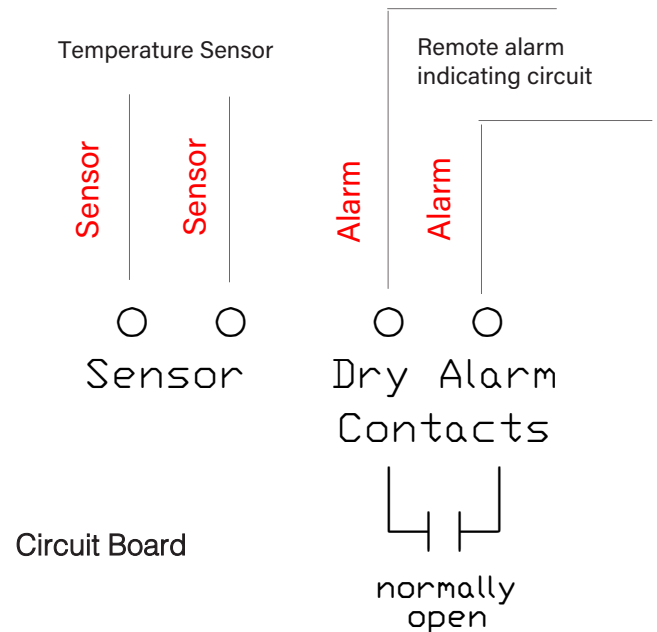 Temperature Sensor
Remote alarm
indicating circuit
Sensor
Sensor
Alarm
Alarm
Sensor
Dry Alarm
Contacts
Circuit Board
normally
open